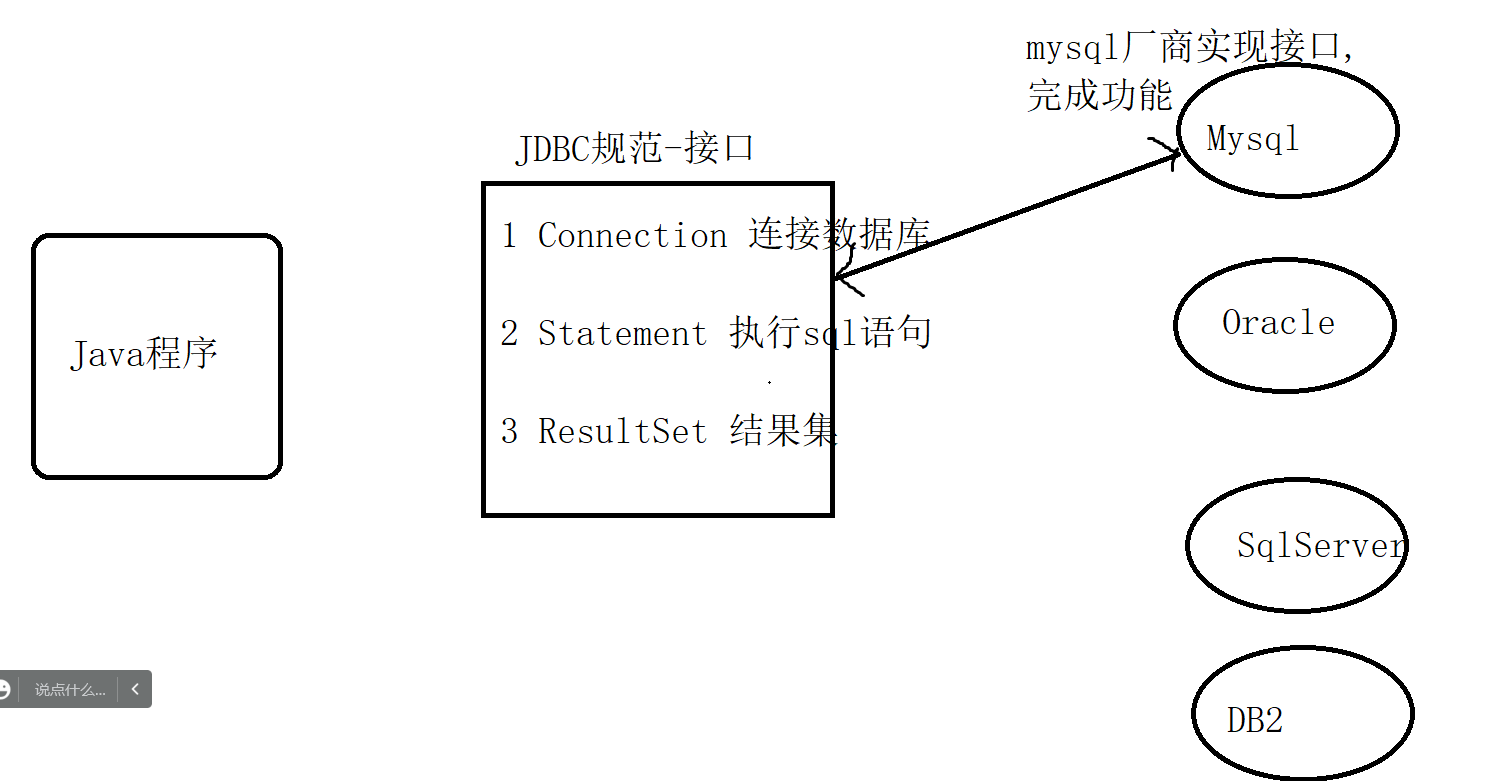 mysql厂商实现接口,
完成功能
Mysql
JDBC规范-接口
1 Connection 连接数据库
2 Statement 执行sql语句
3 ResultSet 结果集
Java程序
Oracle
SqlServer
DB2
说点什么...